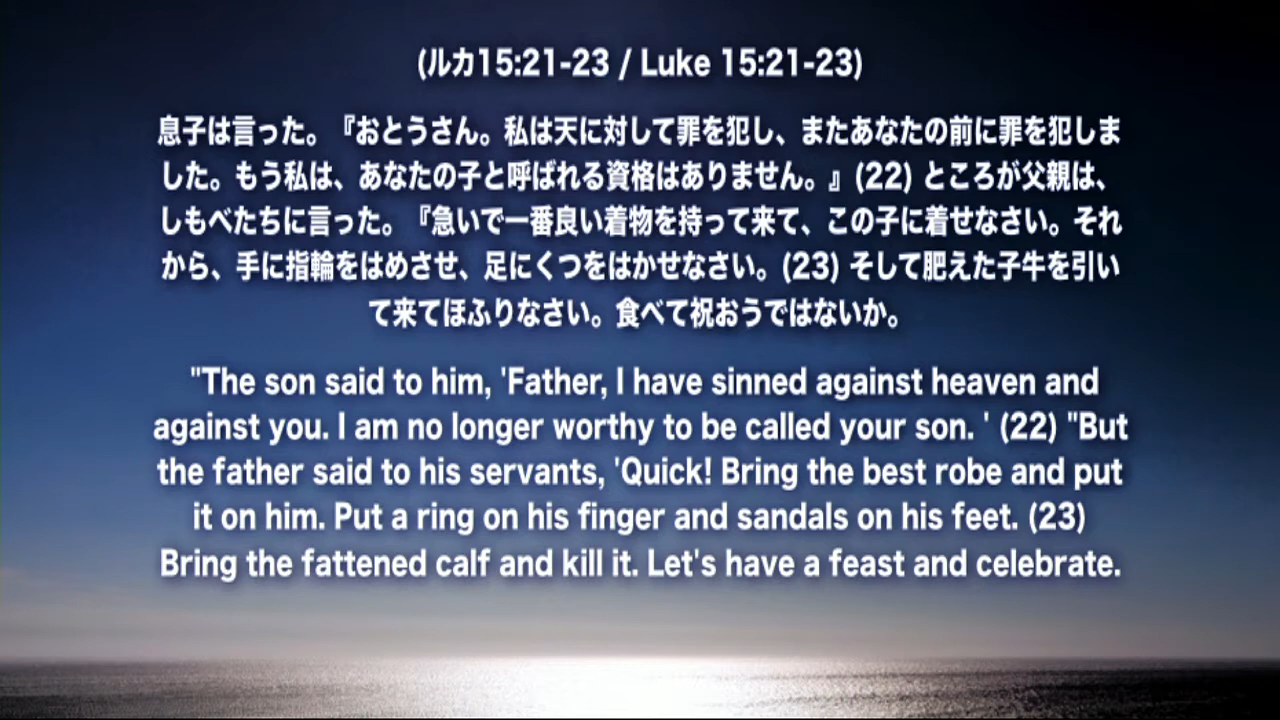 (ルカ15:21-23 / Luke 15:21-23)
息子は言った。『おとうさん。私は天に対して罪を犯し、またあなたの前に罪を犯しま
した。もう私は、あなたの子と呼ばれる資格はありません。』(22) ところが父親は、
しもべたちに言った。『急いで一番良い着物を持って来て、この子に着せなさい。それ
から、手に指輪をはめさせ、足にくつをはかせなさい。(23) そして肥えた子牛を引い
て来てほふりなさい。食べて祝おうではないか。
"The son said to him, 'Father, I have sinned against heaven and
against you. I am no longer worthy to be called your son. ' (22) "But
the father said to his servants, 'Quick! Bring the best robe and put
it on him. Put a ring on his finger and sandals on his feet. (23)
Bring the fattened calf and kill it. Let's have a feast and celebrate.